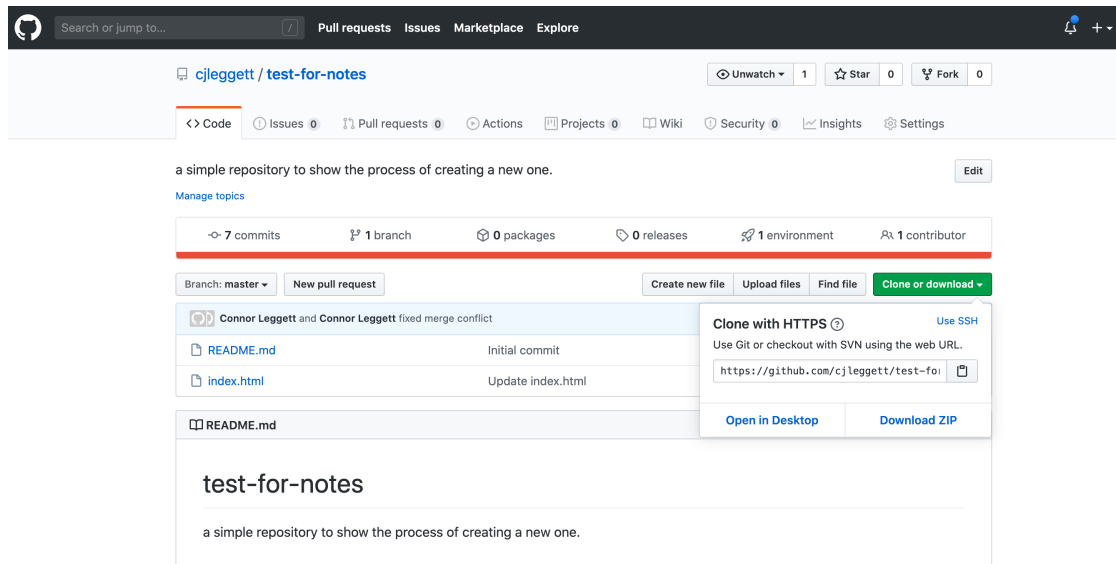 Search or jump to... / Pull requests Issues Marketplace Explore
cjleggett / test-for-notes Unwatch 1 Star 0 Fork 0
<> Code Issues 0 Pull requests 0 Actions Projects 0 Wiki Security 0 Insights Settings
a simple repository to show the process of creating a new one. Edit
Manage topics
7 commits 1 branch 0 packages 0 releases 1 environment 1 contributor
Branch: master New pull request Create new file Upload files Find file Clone or download
Connor Leggett and Connor Leggett fixed merge conflict
Clone with HTTPS ? Use SSH
Use Git or checkout with SVN using the web URL.
https://github.com/cjleggett/test-for
Open in Desktop Download ZIP
README.md Initial commit
index.html Update index.html
README.md
test-for-notes
a simple repository to show the process of creating a new one.